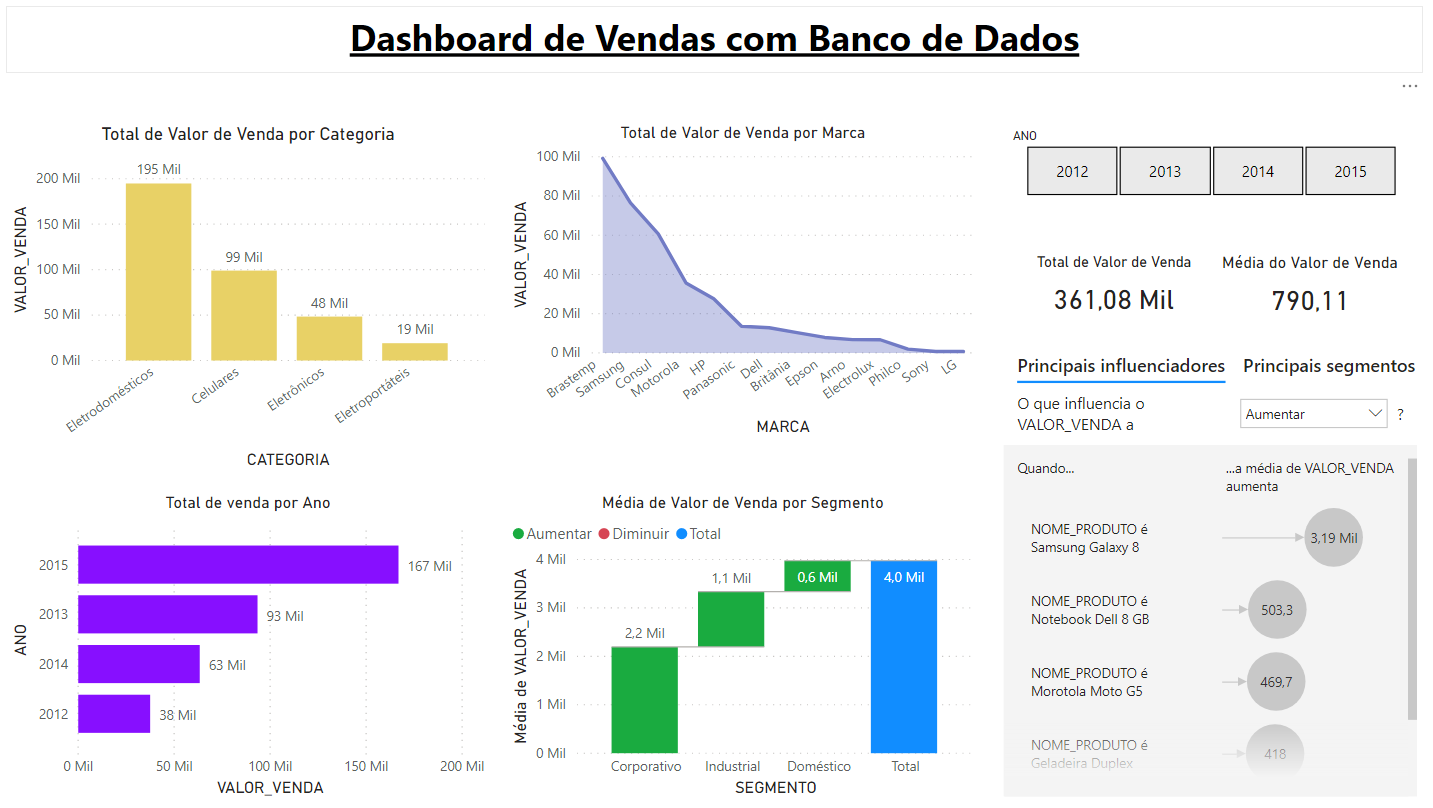 Dashboard de Vendas com Banco de Dados
...
Total de Valor de Venda por Categoria
VALOR_VENDA
200 Mil
150 Mil
100 Mil
50 Mil
0 Mil
195 Mil
99 Mil
48 Mil
19 Mil
Eletrodomésticos
Celulares
Eletrônicos
Eletroportáteis
CATEGORIA
Total de Valor de Venda por Marca
VALOR_VENDA
100 Mil
80 Mil
60 Mil
40 Mil
20 Mil
0 Mil
Brastemp
Samsung
Consul
Motorola
HP
Panasonic
Dell
Britânia
Epson
Arno
Electrolux
Philco
Sony
LG
MARCA
ANO
2012
2013
2014
2015
Total de Valor de Venda
361,08 Mil
Média do Valor de Venda
790,11
Total de venda por Ano
ANO
2015
2013
2014
2012
167 Mil
93 Mil
63 Mil
38 Mil
0 Mil
50 Mil
100 Mil
150 Mil
200 Mil
VALOR_VENDA
Média de Valor de Venda por Segmento
Aumentar
Diminuir
Total
Média de VALOR_VENDA
4 Mil
3 Mil
2 Mil
1 Mil
0 Mil
2,2 Mil
1,1 Mil
0,6 Mil
4,0 Mil
Corporativo
Industrial
Doméstico
Total
SEGMENTO
Principais influenciadores
Principais segmentos
O que influencia o
VALOR_VENDA a
Aumentar
?
Quando...
...a média de VALOR_VENDA
aumenta
NOME_PRODUTO é
Samsung Galaxy 8
3,19 Mil
NOME_PRODUTO é
Notebook Dell 8 GB
503,3
NOME_PRODUTO é
Morotola Moto G5
469,7
NOME_PRODUTO é
Geladeira Duplex
418